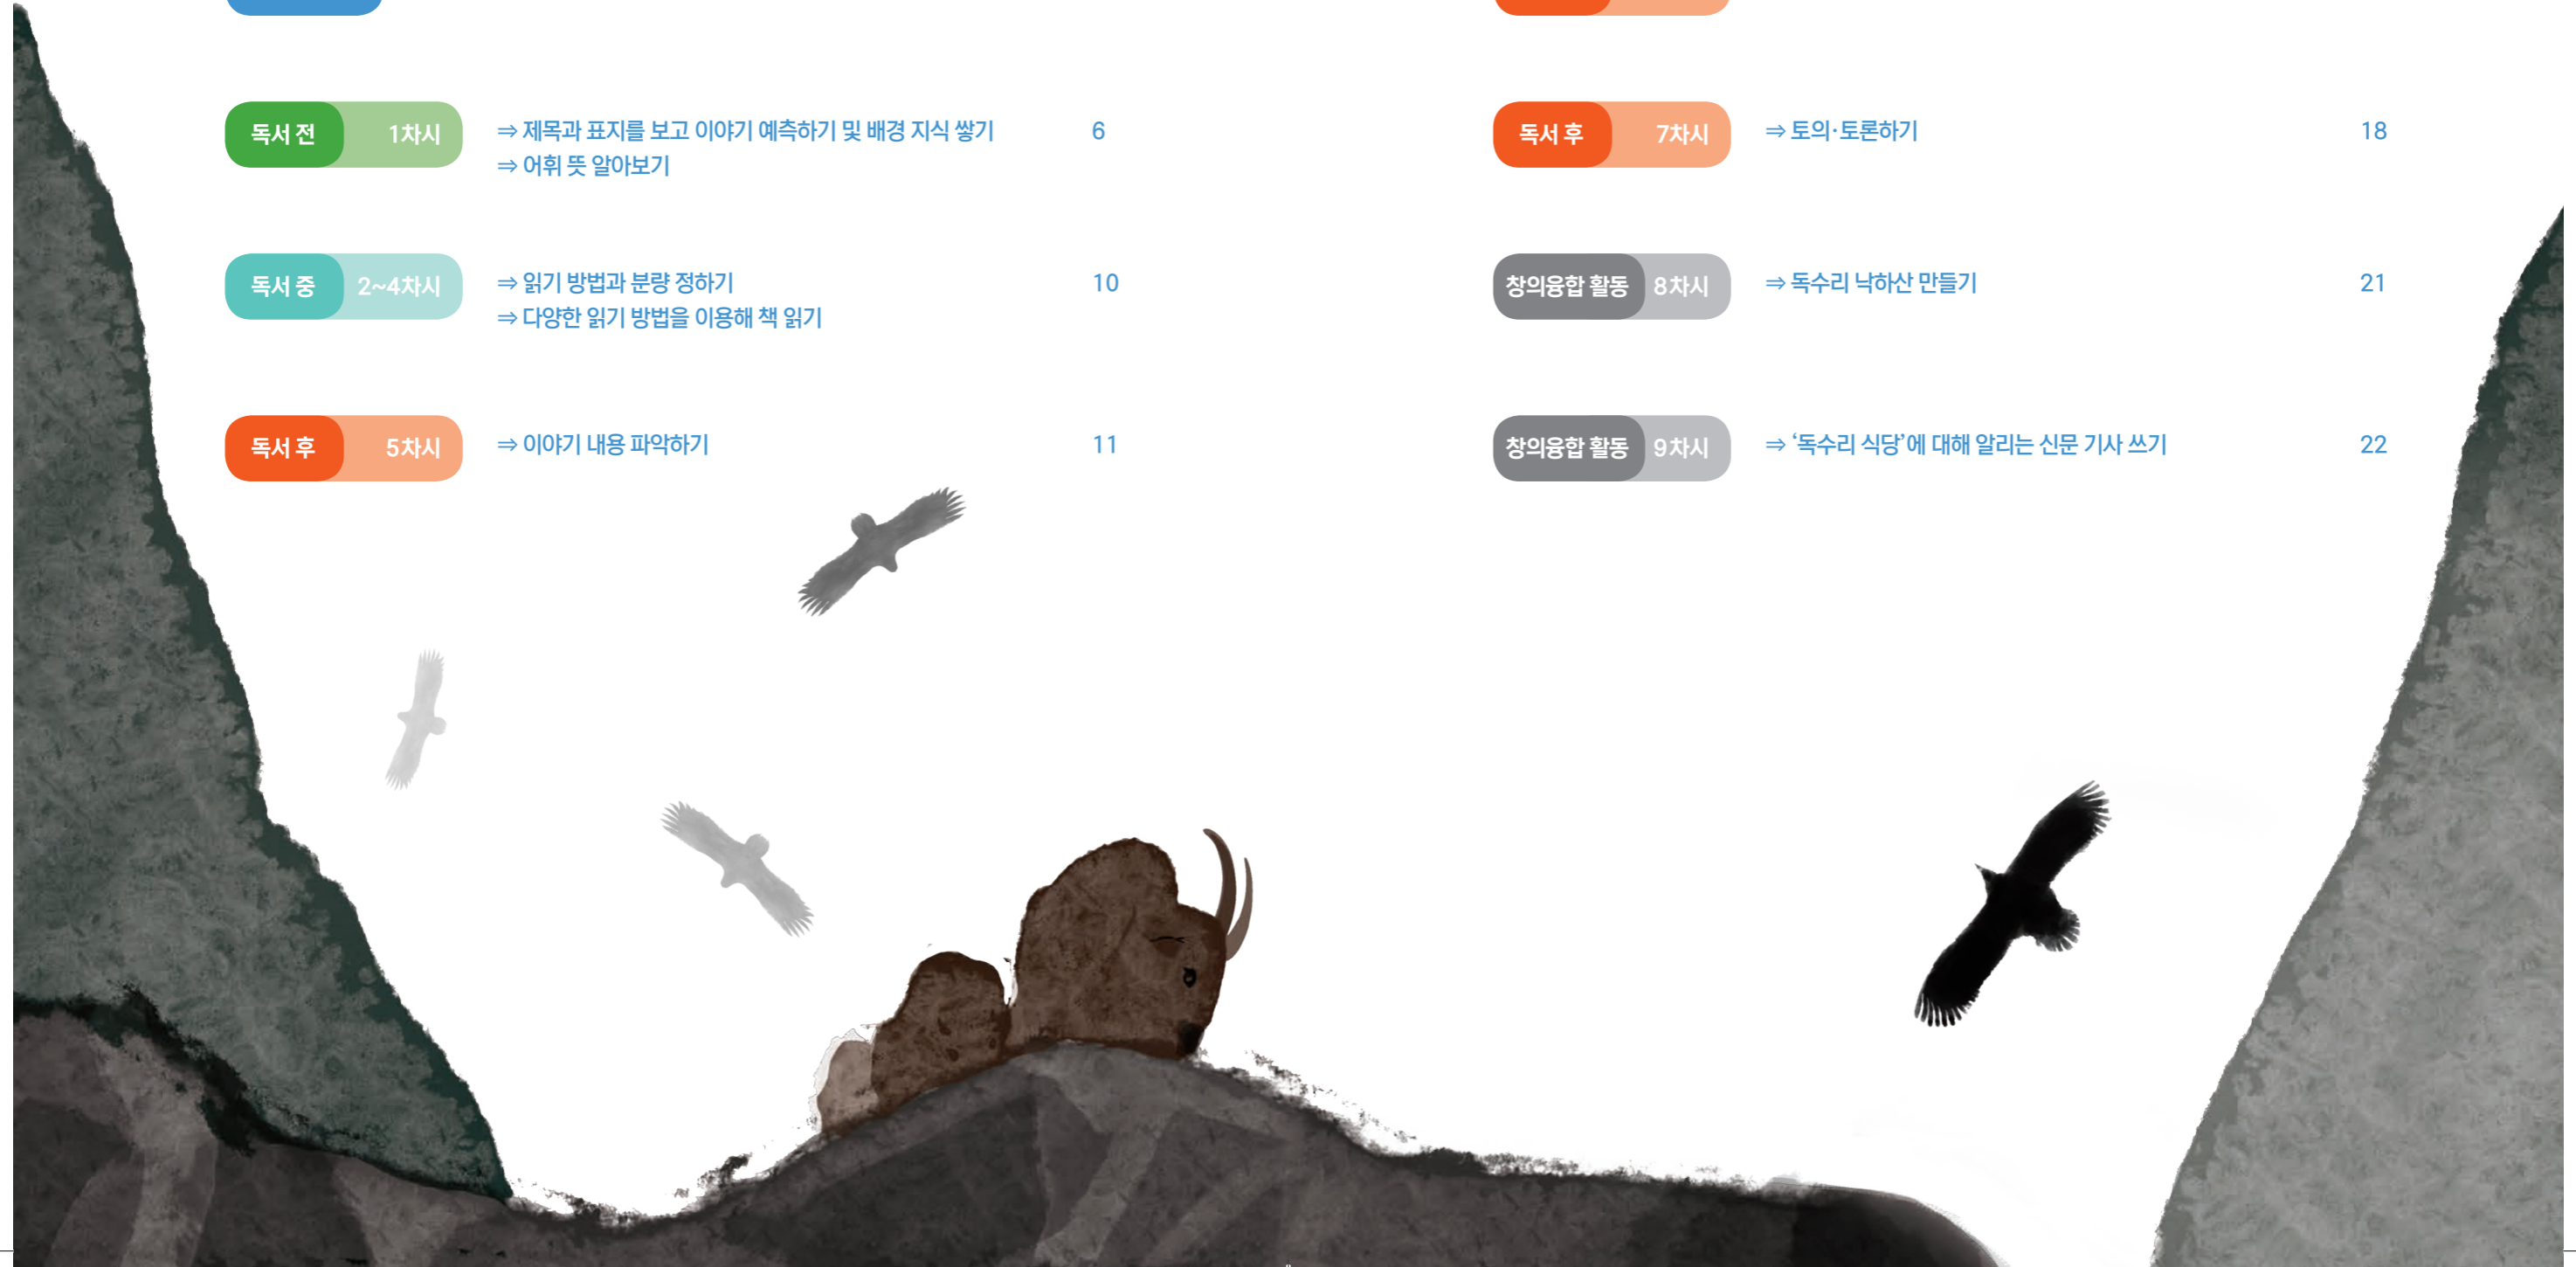 독서 전 1차시 ⇒ 제목과 표지를 보고 이야기 예측하기 및 배경 지식 쌓기 6
⇒ 어휘 뜻 알아보기
독서 중 2~4차시 ⇒ 읽기 방법과 분량 정하기 10
⇒ 다양한 읽기 방법을 이용해 책 읽기
독서 후 5차시 ⇒ 이야기 내용 파악하기 11
독서 후 7차시 ⇒ 토의·토론하기 18
창의융합 활동 8차시 ⇒ 독수리 낙하산 만들기 21
창의융합 활동 9차시 ⇒ ‘독수리 식당’에 대해 알리는 신문 기사 쓰기 22